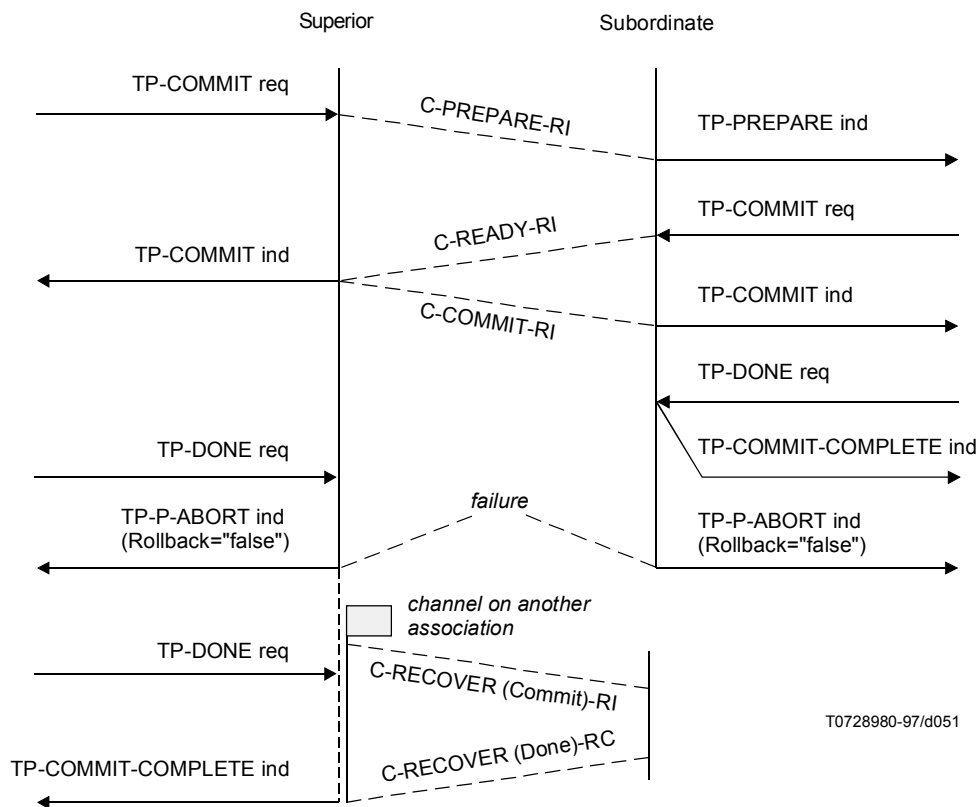 Superior
Subordinate
TP-COMMIT req
C-PREPARE-RI
TP-PREPARE ind
TP-COMMIT req
C-READY-RI
TP-COMMIT ind
TP-COMMIT ind
C-COMMIT-RI
TP-DONE req
TP-DONE req
TP-COMMIT-COMPLETE ind
failure
TP-P-ABORT ind
(Rollback="false")
TP-P-ABORT ind
(Rollback="false")
channel on another
association
TP-DONE req
C-RECOVER (Commit)-RI
T0728980-97/d051
C-RECOVER (Done)-RC
TP-COMMIT-COMPLETE ind